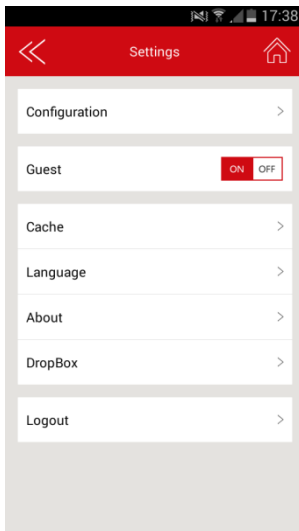 17:38
Settings
Configuration
Guest
ON OFF
Cache
Language
About
DropBox
Logout